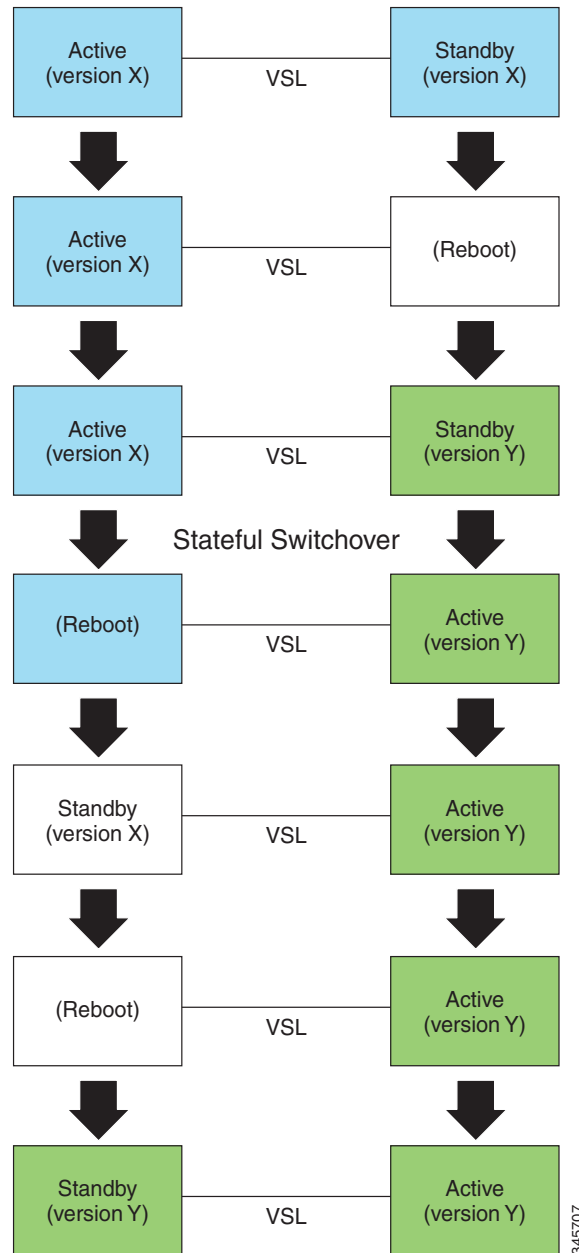 Active
(version X)
VSL
Standby
(version X)
Active
(version X)
VSL
(Reboot)
Active
(version X)
VSL
Standby
(version Y)
Stateful Switchover
(Reboot)
VSL
Active
(version Y)
Standby
(version X)
VSL
Active
(version Y)
(Reboot)
VSL
Active
(version Y)
Standby
(version Y)
VSL
Active
(version Y)
345707